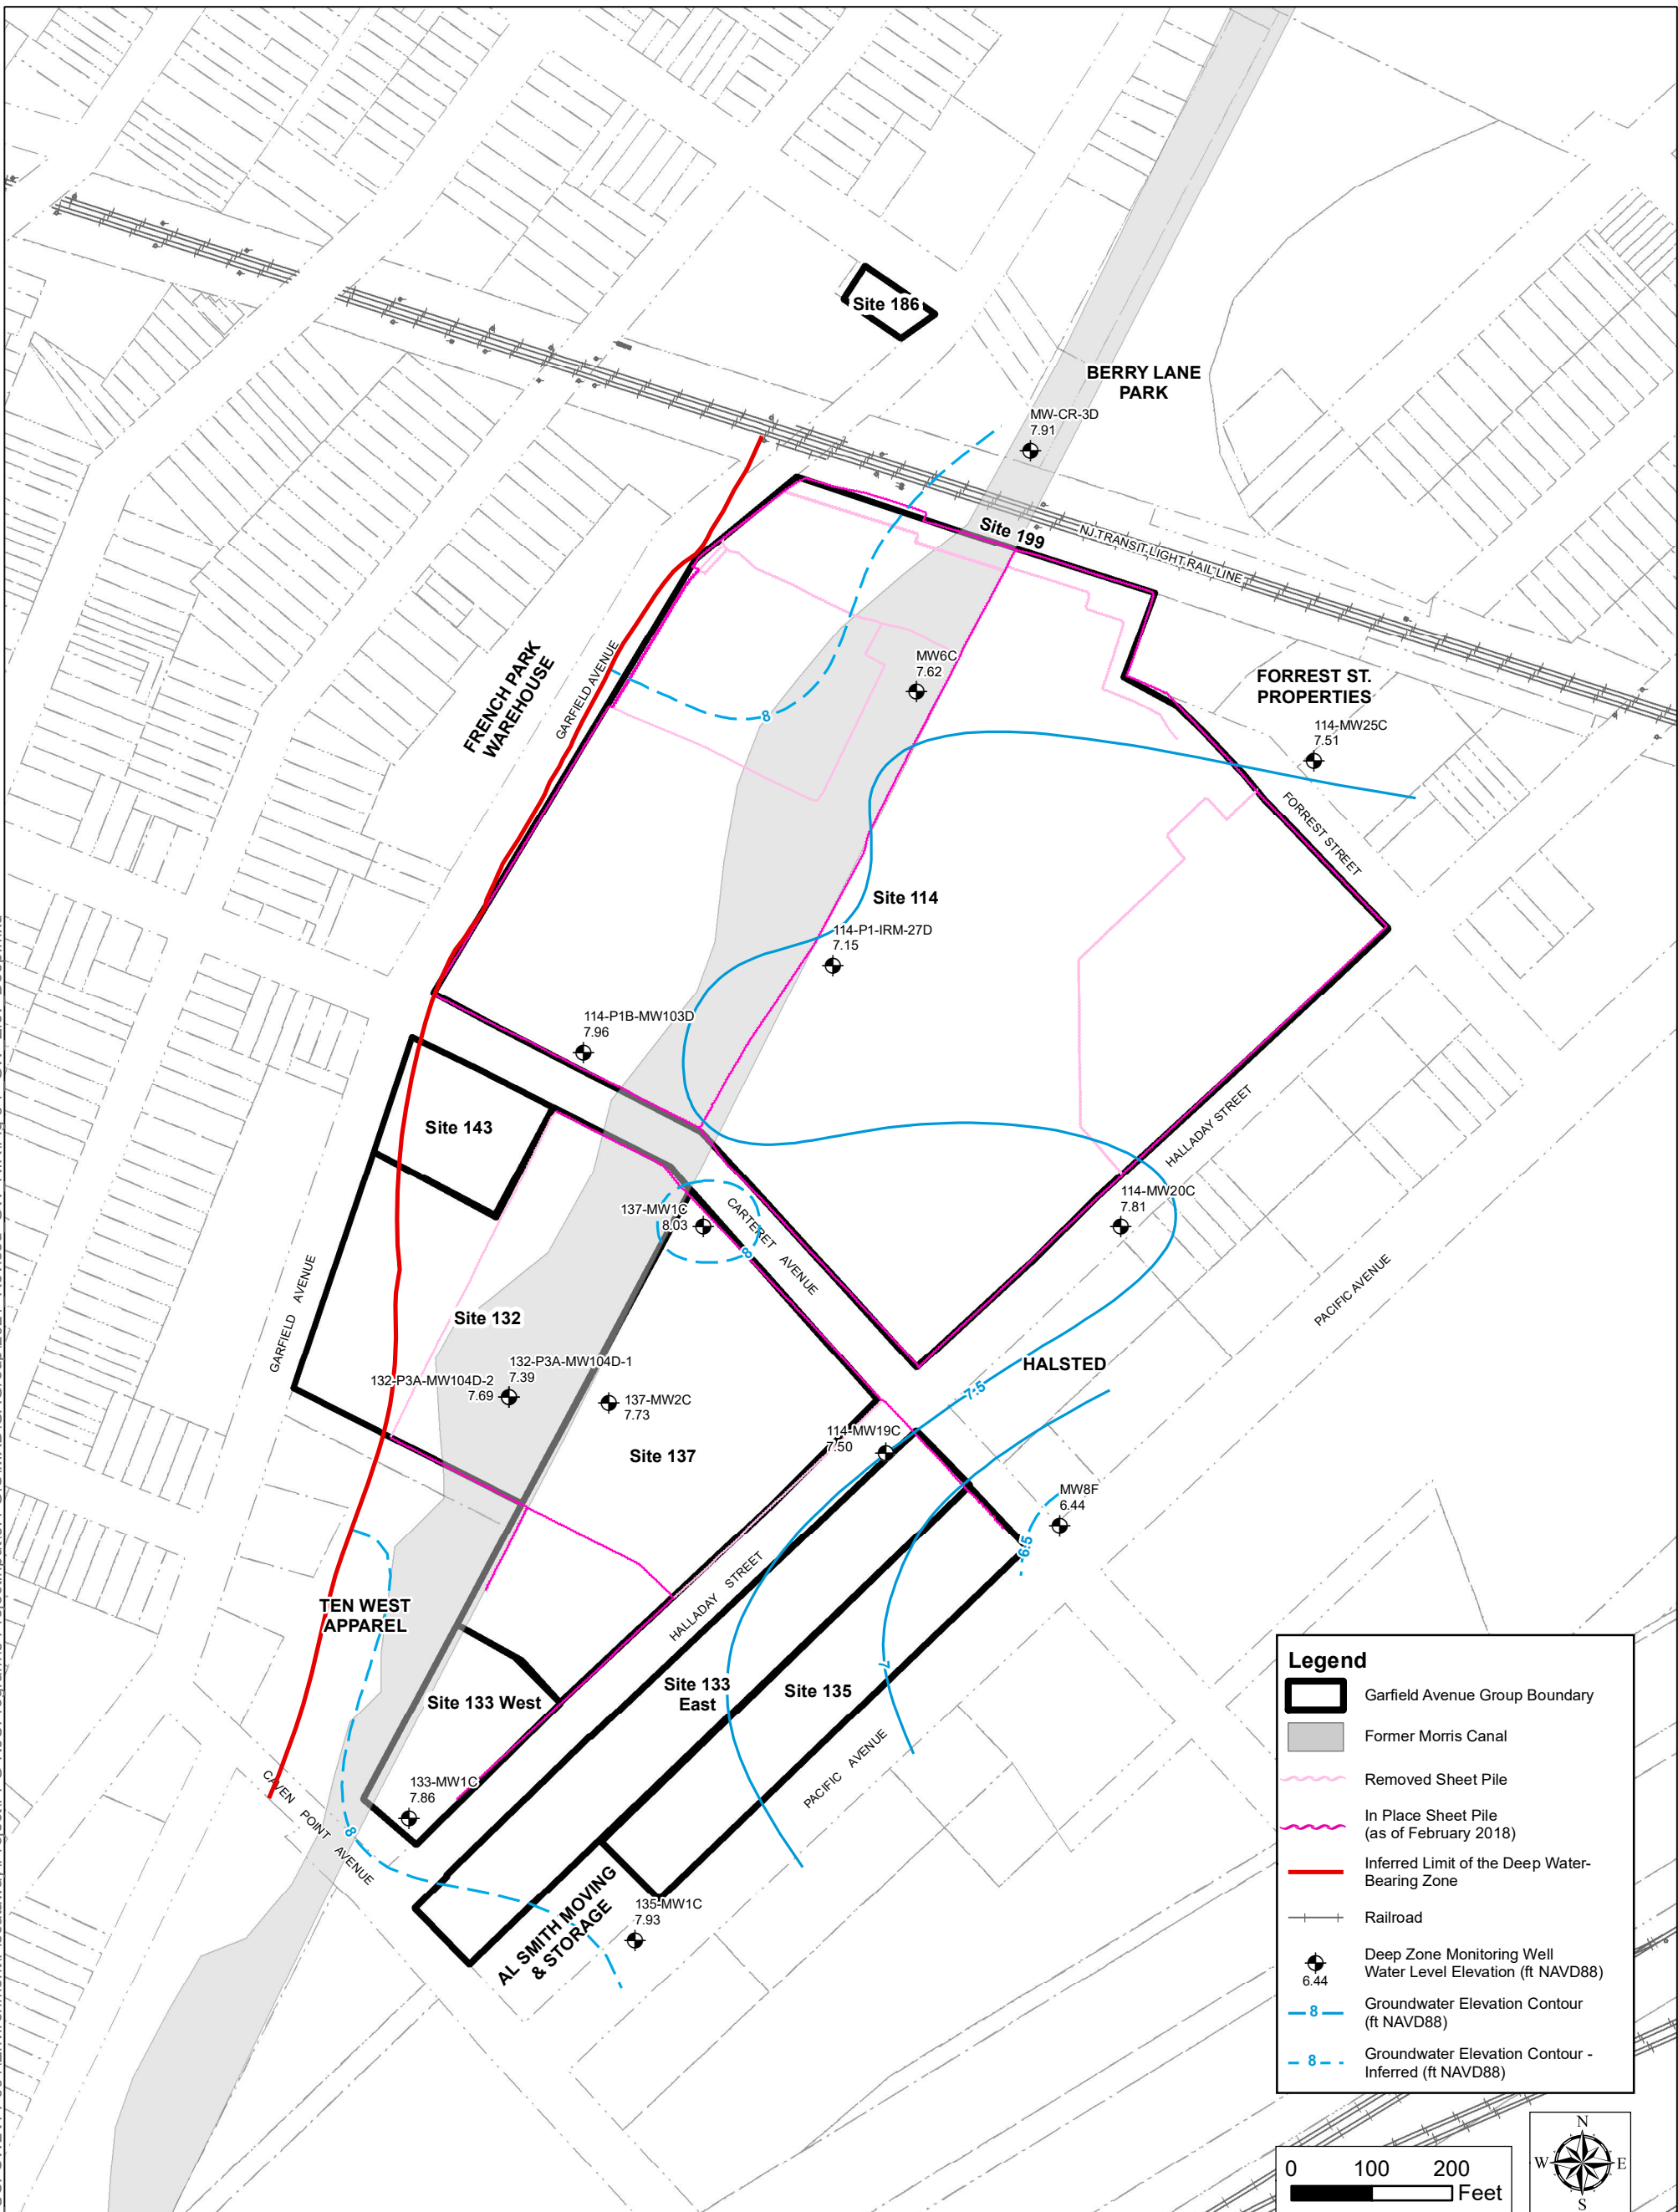 Site 186
BERRY LANE
PARK
MW-CR-3D
7.91
Site 199
NJ TRANSIT LIGHT RAIL LINE
FRENCH PARK
WAREHOUSE
GARFIELD AVENUE
MW6C
7.62
8
FORREST ST.
PROPERTIES
114-MW25C
7.51
FORREST STREET
Site 114
114-P1-IRM-27D
7.15
114-P1B-MW103D
7.96
Site 143
HALLADAY STREET
114-MW20C
7.81
137-MW1C
8.03
8
CARTERET AVENUE
PACIFIC AVENUE
GARFIELD AVENUE
Site 132
132-P3A-MW104D-1
7.39
132-P3A-MW104D-2
7.69
137-MW2C
7.73
HALSTED
7.5
114-MW19C
7.50
Site 137
MW8F
6.44
6.5
HALLADAY STREET
TEN WEST
APPAREL
7
Site 133 West
Site 133
East
Site 135
PACIFIC AVENUE
133-MW1C
7.86
CAVEN POINT AVENUE
8
AL SMITH MOVING
& STORAGE
135-MW1C
7.93
Legend
Garfield Avenue Group Boundary
Former Morris Canal
Removed Sheet Pile
In Place Sheet Pile
(as of February 2018)
Inferred Limit of the Deep Water-
Bearing Zone
Railroad
Deep Zone Monitoring Well
Water Level Elevation (ft NAVD88)
6.44
8
Groundwater Elevation Contour
(ft NAVD88)
8
Groundwater Elevation Contour -
Inferred (ft NAVD88)
0 100 200
Feet
N
W E
S